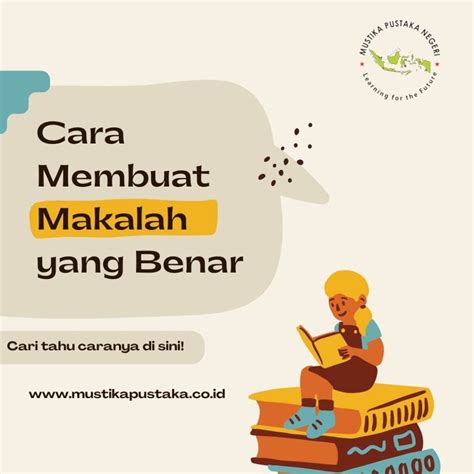 MUSTIKA PUSTAKA NEGERI
Learning for the Future
Cara
Membuat
Makalah
yang Benar
Cari tahu caranya di sini!
www.mustikapustaka.co.id